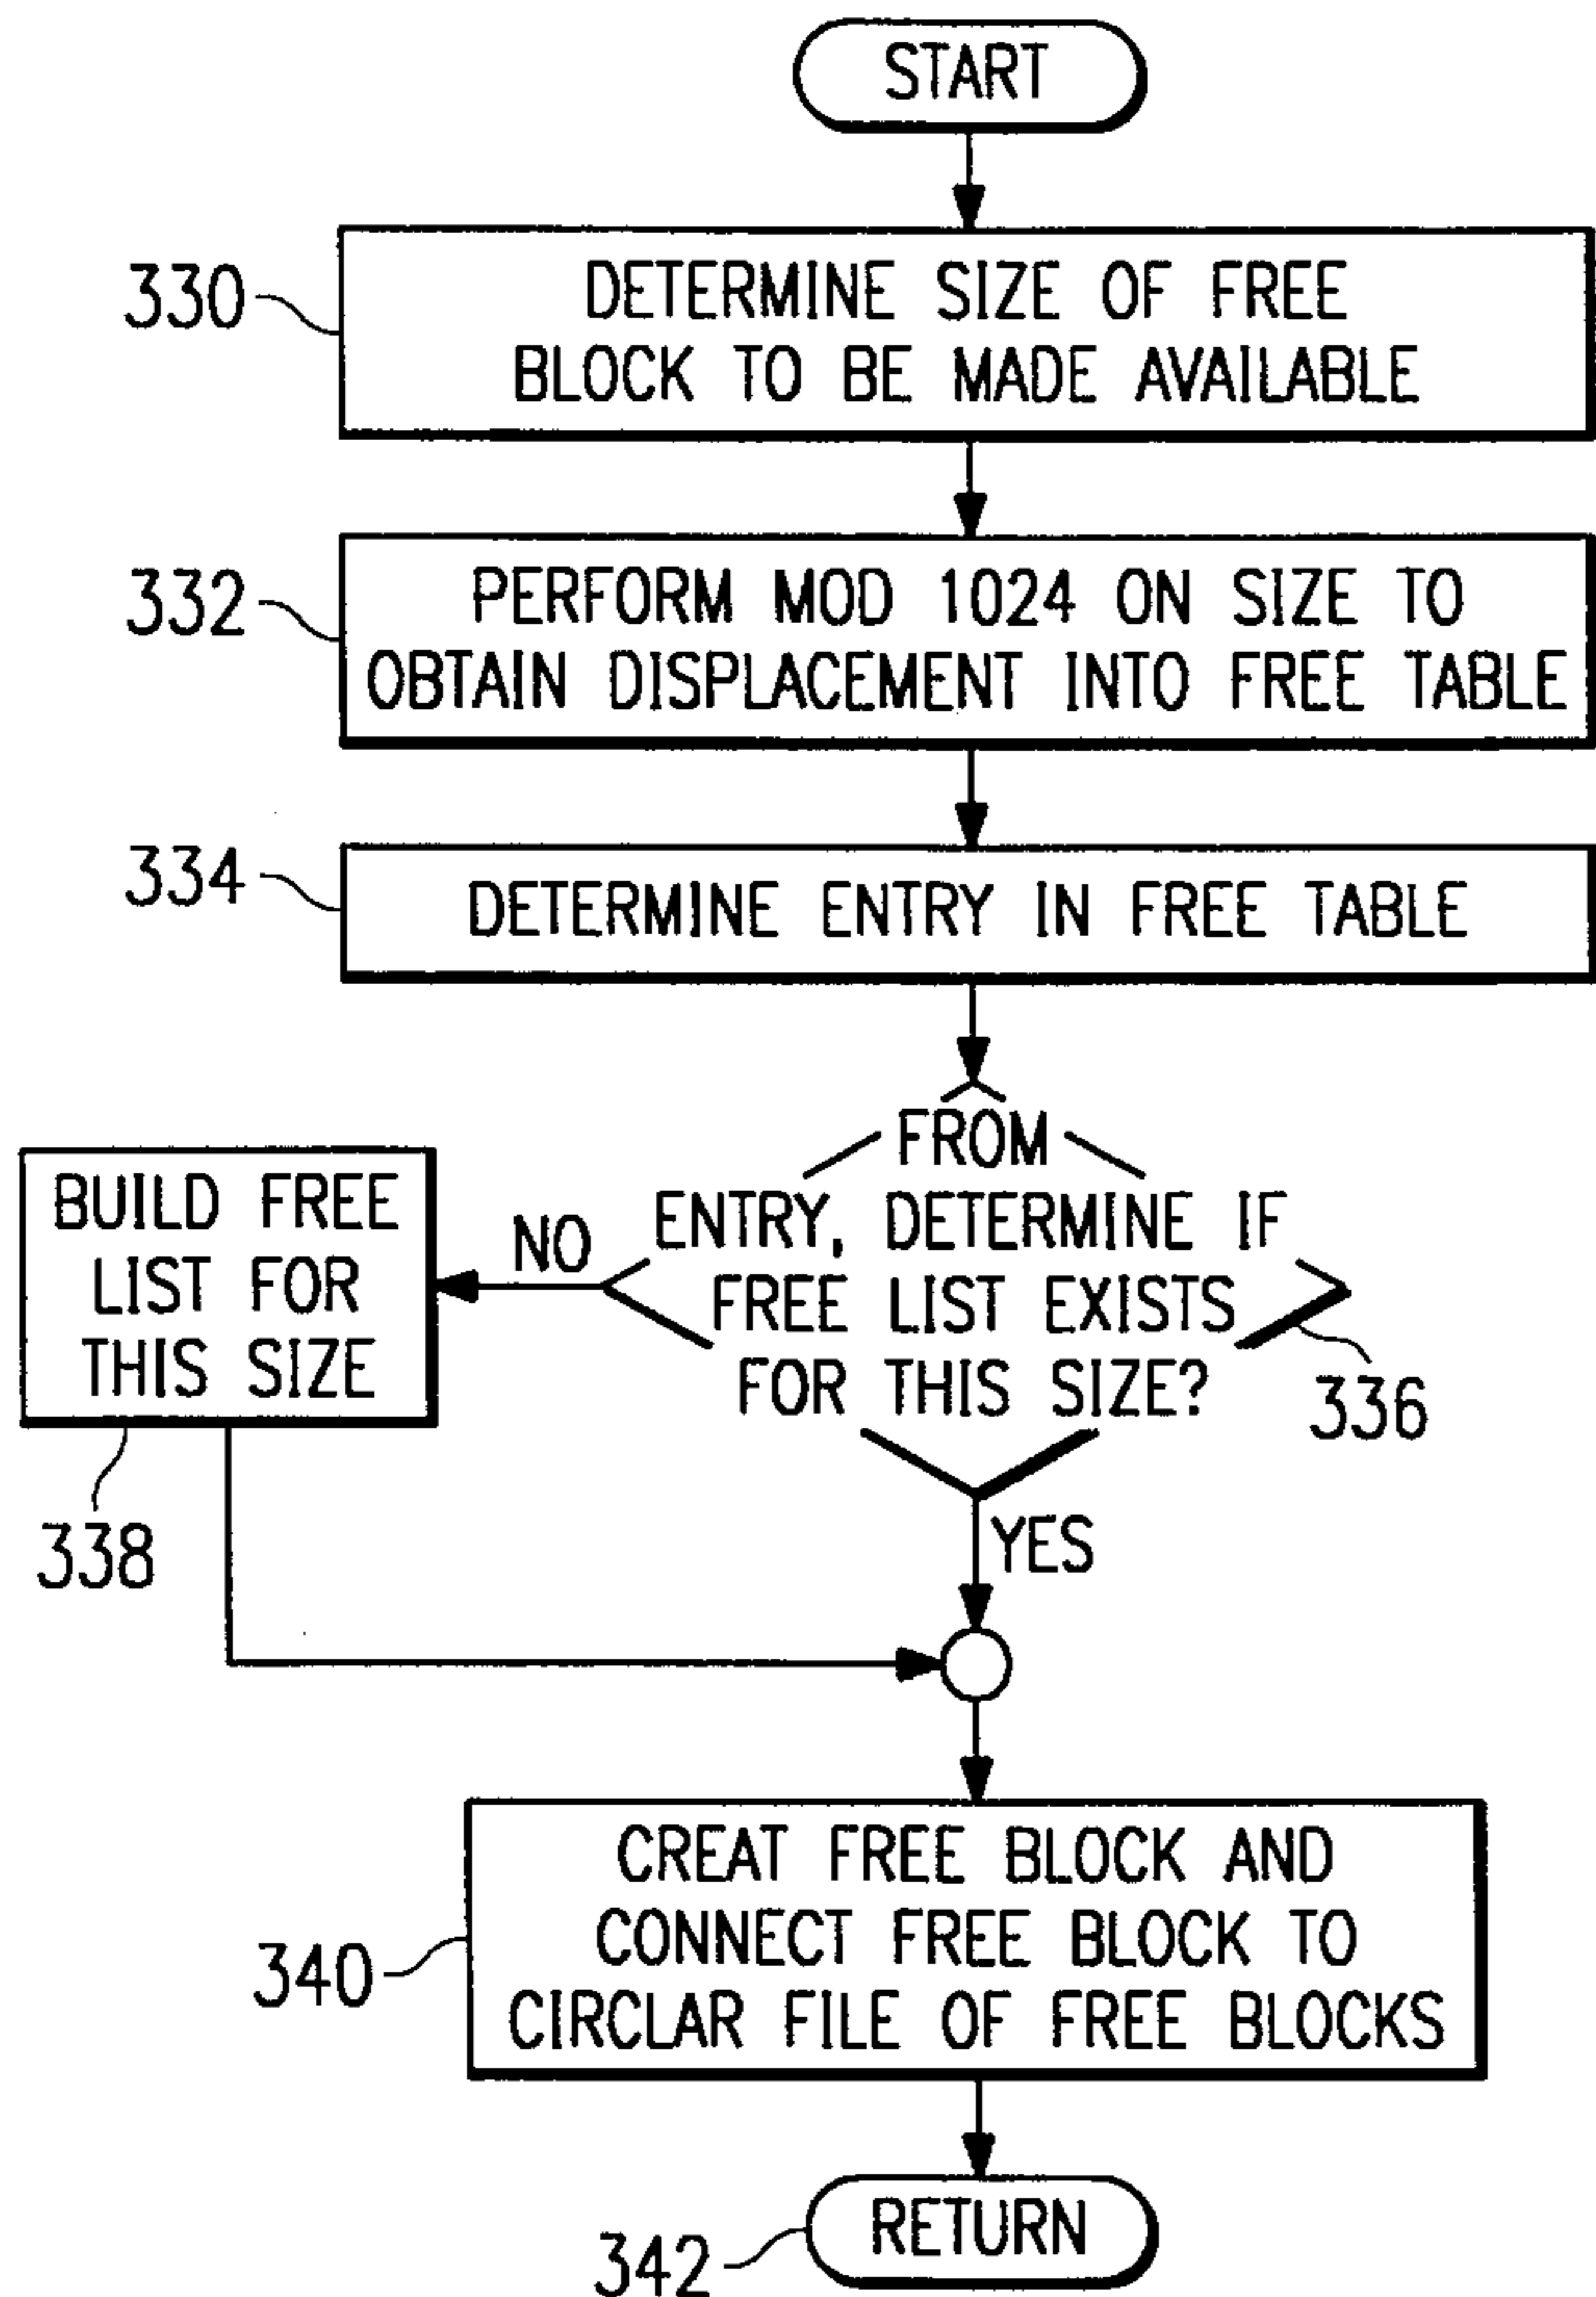 START
330
DETERMINE SIZE OF FREE
BLOCK TO BE MADE AVAILABLE
332
PERFORM MOD 1024 ON SIZE TO
OBTAIN DISPLACEMENT INTO FREE TABLE
334
DETERMINE ENTRY IN FREE TABLE
FROM
ENTRY, DETERMINE IF
FREE LIST EXISTS
FOR THIS SIZE?
336
NO
BUILD FREE
LIST FOR
THIS SIZE
338
YES
CREAT FREE BLOCK AND
CONNECT FREE BLOCK TO
CIRCLAR FILE OF FREE BLOCKS
340
RETURN
342